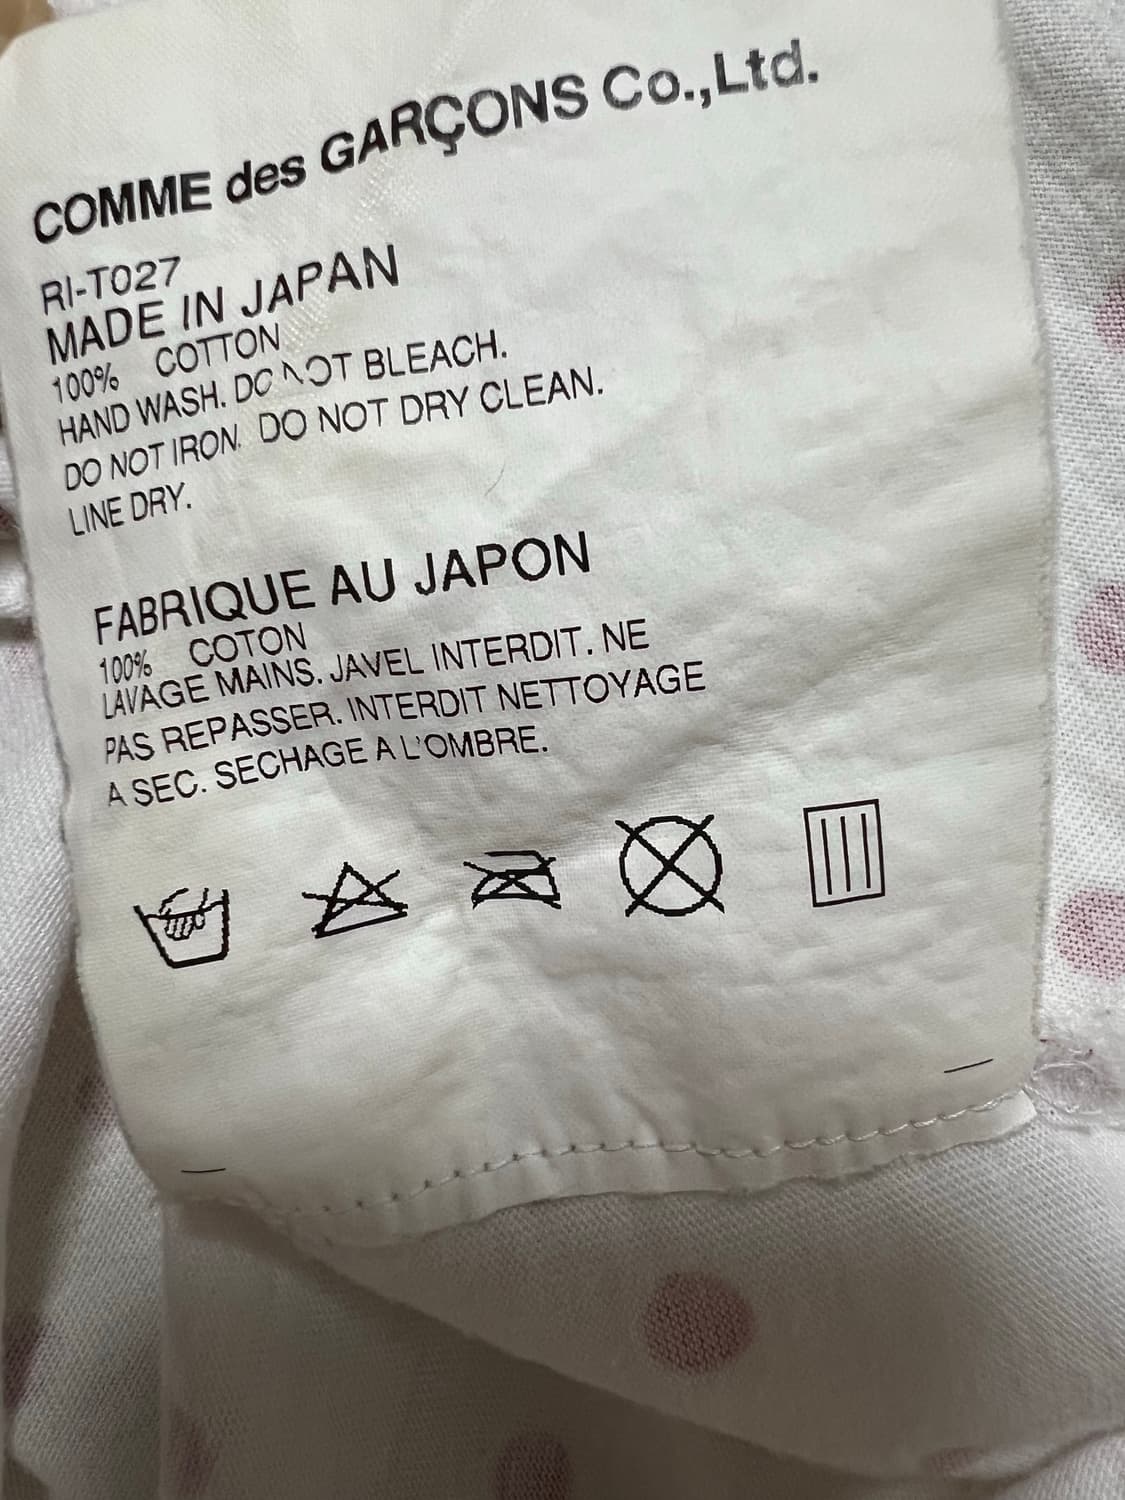 COMME des GARÇONS Co.,Ltd.
RI-T027
MADE IN JAPAN
100% COTTON
HAND WASH. DO NOT BLEACH.
DO NOT IRON. DO NOT DRY CLEAN.
LINE DRY.
FABRIQUE AU JAPON
100% COTON
LAVAGE MAINS. JAVEL INTERDIT. NE
PAS REPASSER. INTERDIT NETTOYAGE
A SEC. SECHAGE A L'OMBRE.